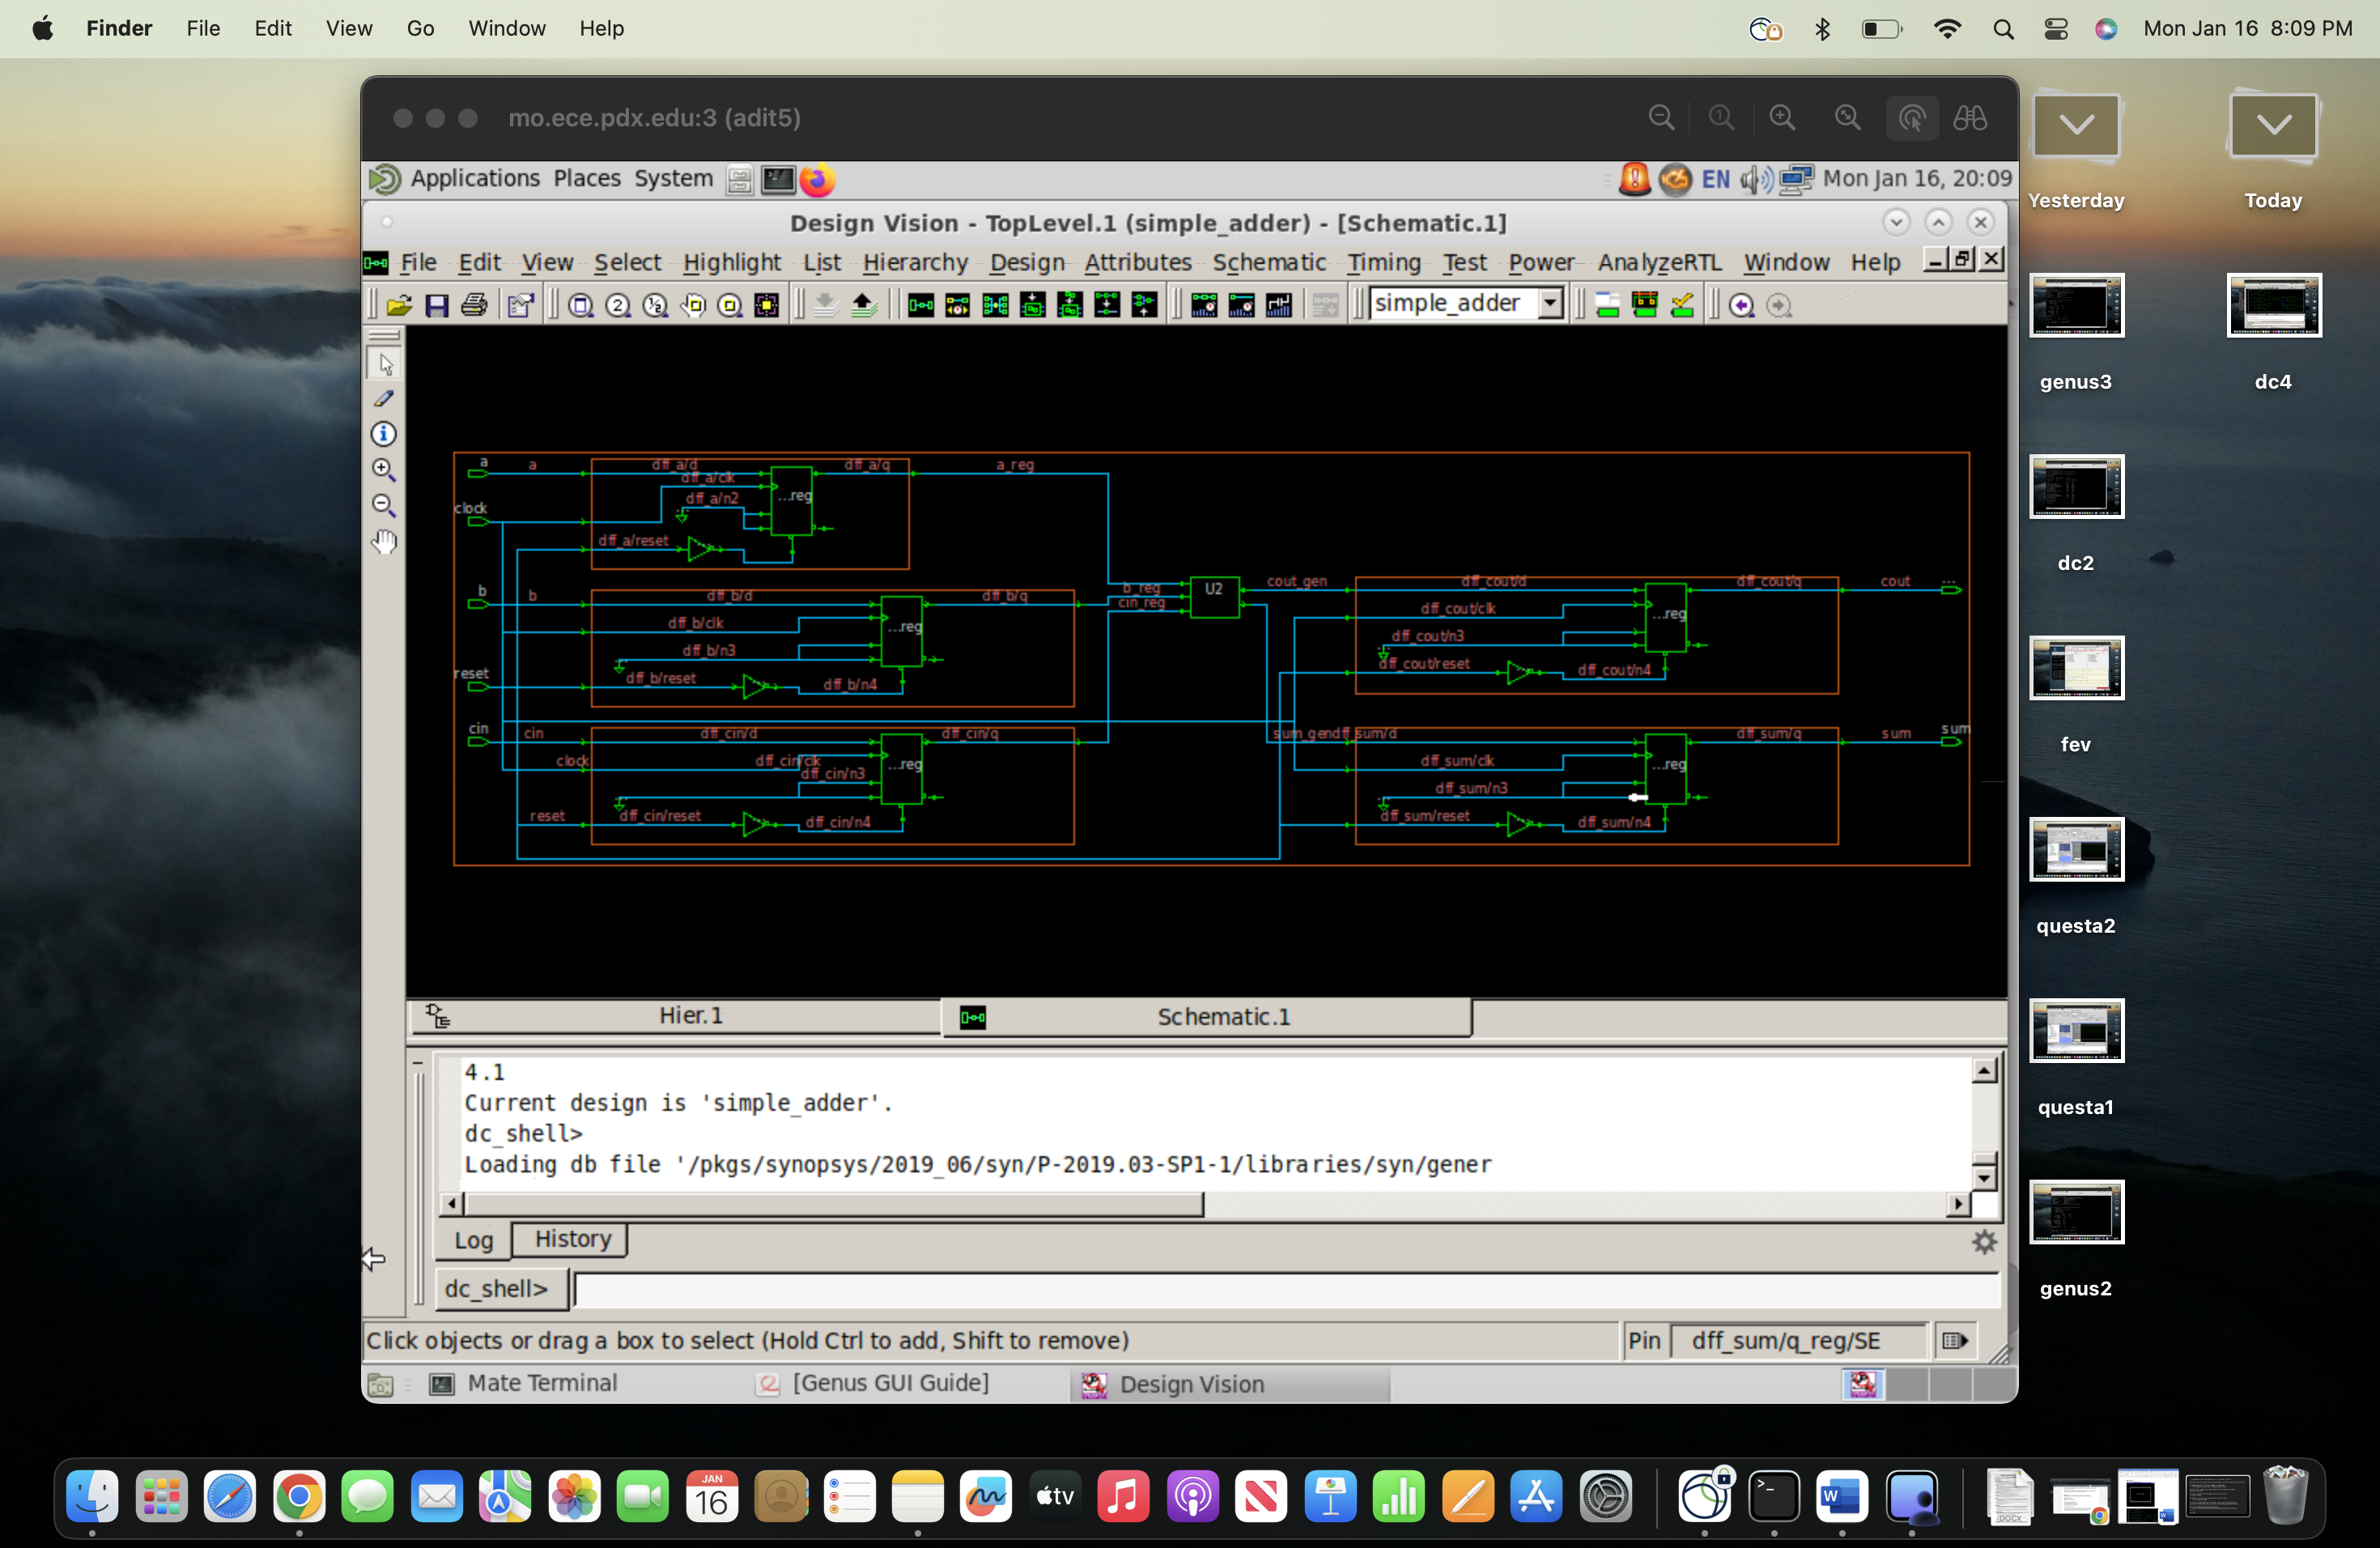 Finder File Edit View Go Window Help Mon Jan 16 8:09 PM
mo.ece.pdx.edu:3 (adit5)
Applications Places System EN Mon Jan 16, 20:09
Design Vision - TopLevel.1 (simple_adder) - [Schematic.1]
File Edit View Select Highlight List Hierarchy Design Attributes Schematic Timing Test Power AnalyzeRTL Window Help
simple_adder
a a dff_a/d dff_a/q a_reg
dff_a/clk
dff_a/n2 ...reg
clock
dff_a/reset
b b dff_b/d dff_b/q b_reg
cin_reg
U2
dff_b/clk ...reg
dff_b/n3
reset dff_b/reset dff_b/n4
cin cin dff_cin/d dff_cin/q
clock dff_cin/clk ...reg
dff_cin/n3
reset dff_cin/reset dff_cin/n4
cout_gen dff_cout/d dff_cout/q cout ...
dff_cout/clk ...reg
dff_cout/n3
dff_cout/reset dff_cout/n4
sum_gen dff_sum/d dff_sum/q sum sum
dff_sum/clk ...reg
dff_sum/n3
dff_sum/reset dff_sum/n4
Hier.1 Schematic.1
4.1
Current design is 'simple_adder'.
dc_shell>
Loading db file '/pkgs/synopsys/2019_06/syn/P-2019.03-SP1-1/libraries/syn/gener
Log History
dc_shell>
Click objects or drag a box to select (Hold Ctrl to add, Shift to remove) Pin dff_sum/q_reg/SE
Mate Terminal [Genus GUI Guide] Design Vision
Yesterday Today
genus3 dc4
dc2
fev
questa2
questa1
genus2
JAN
16
tv
W
DOCX